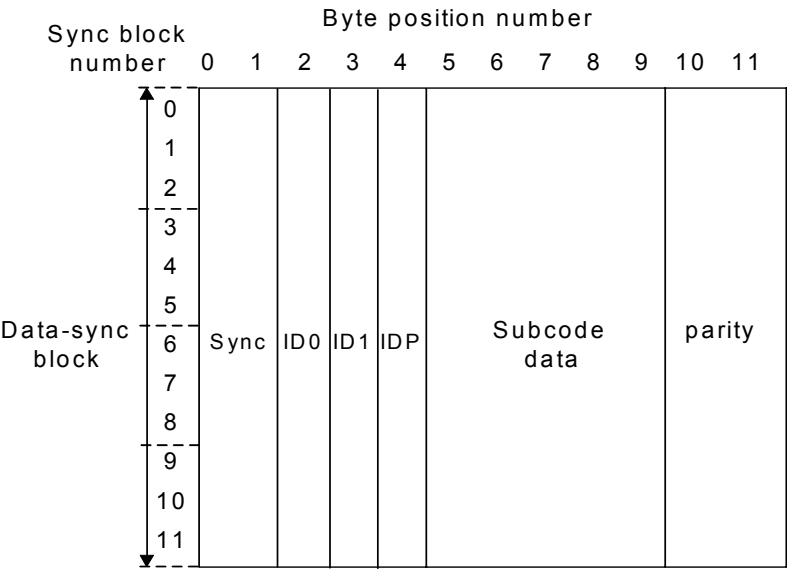 Byte position number
Sync block
number 0 1 2 3 4 5 6 7 8 9 10 11
0
1
2
3
4
5
6
7
8
9
10
11
Data-sync
block
Sync ID0 ID1 IDP Subcode
data
parity